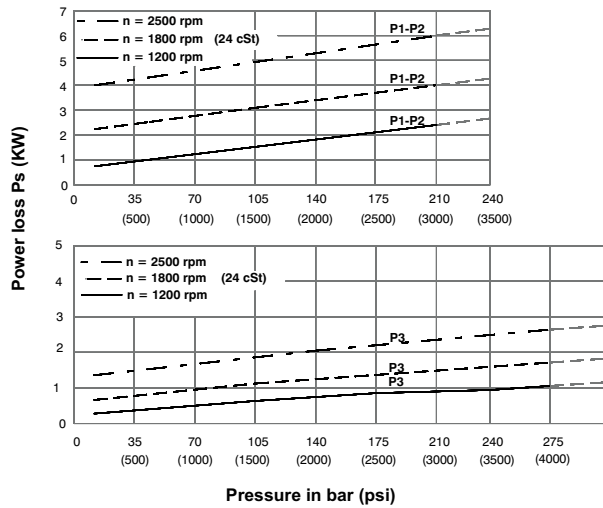 7
6
5
4
3
2
1
0
n = 2500 rpm
n = 1800 rpm (24 cSt)
n = 1200 rpm
P1-P2
P1-P2
P1-P2
0 35 70 105 140 175 210 240
(500) (1000) (1500) (2000) (2500) (3000) (3500)
Power loss Ps (KW)
5
4
3
2
1
0
n = 2500 rpm
n = 1800 rpm (24 cSt)
n = 1200 rpm
P3
P3
P3
0 35 70 105 140 175 210 240 275
(500) (1000) (1500) (2000) (2500) (3000) (3500) (4000)
Pressure in bar (psi)